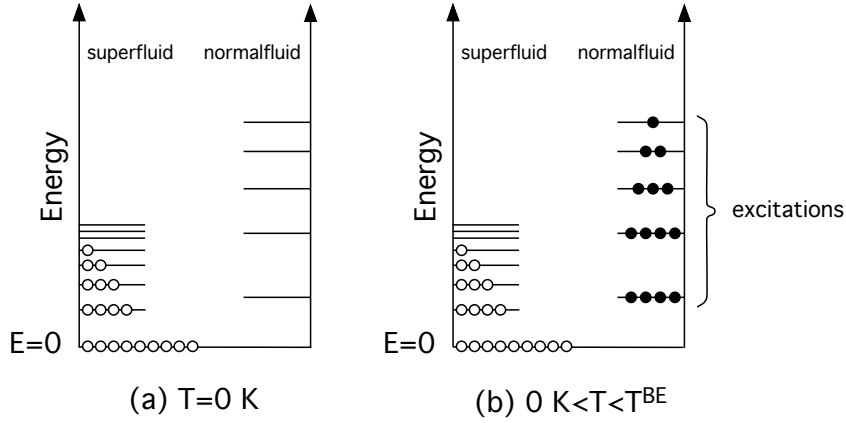 superfluid normalfluid
Energy
E=0
(a) T=0 K
superfluid normalfluid
Energy
excitations
E=0
(b) 0 K<T<T^BE